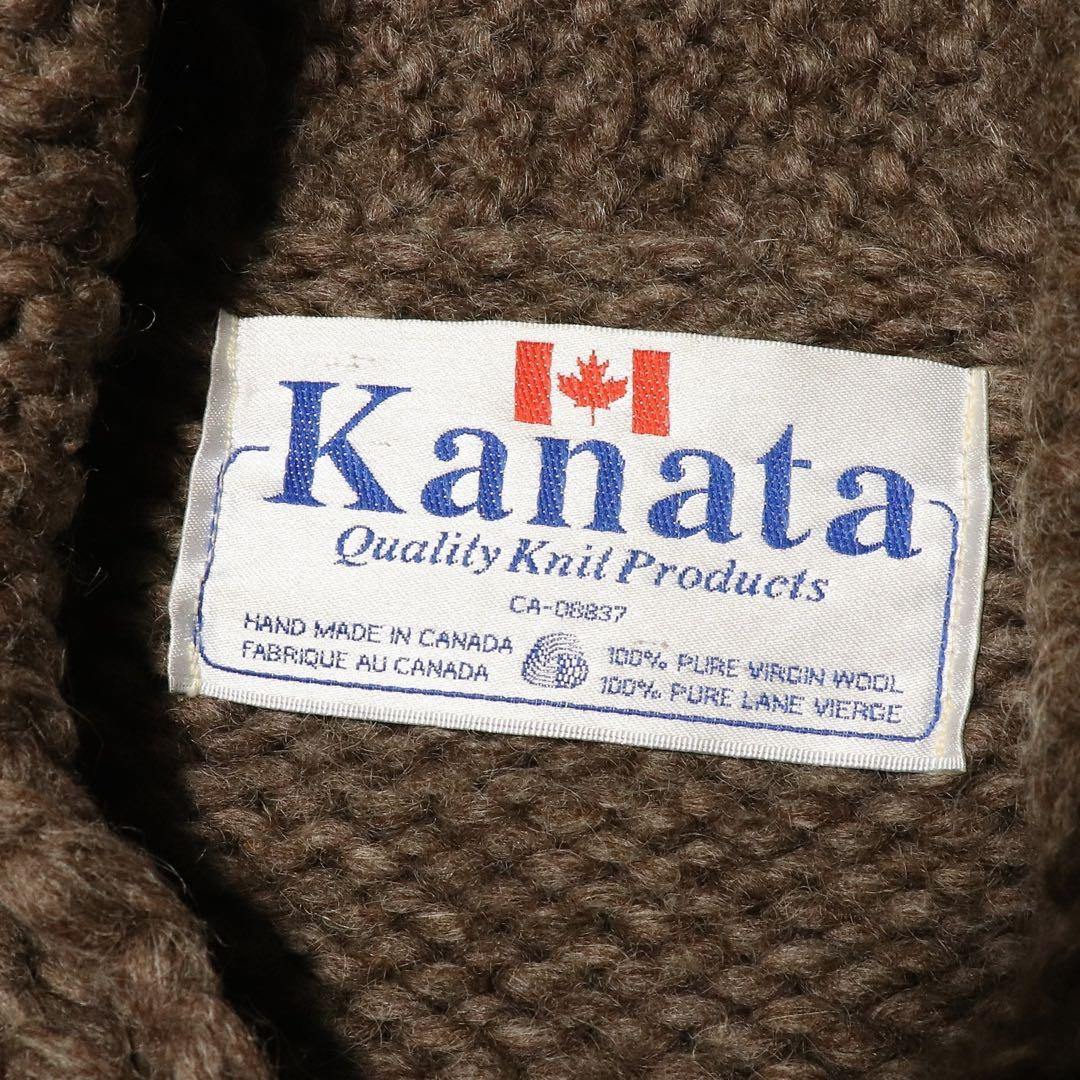 Kanata
Quality Knit Products
CA-08837
HAND MADE IN CANADA
FABRIQUE AU CANADA
100% PURE VIRGIN WOOL
100% PURE LANE VIERGE